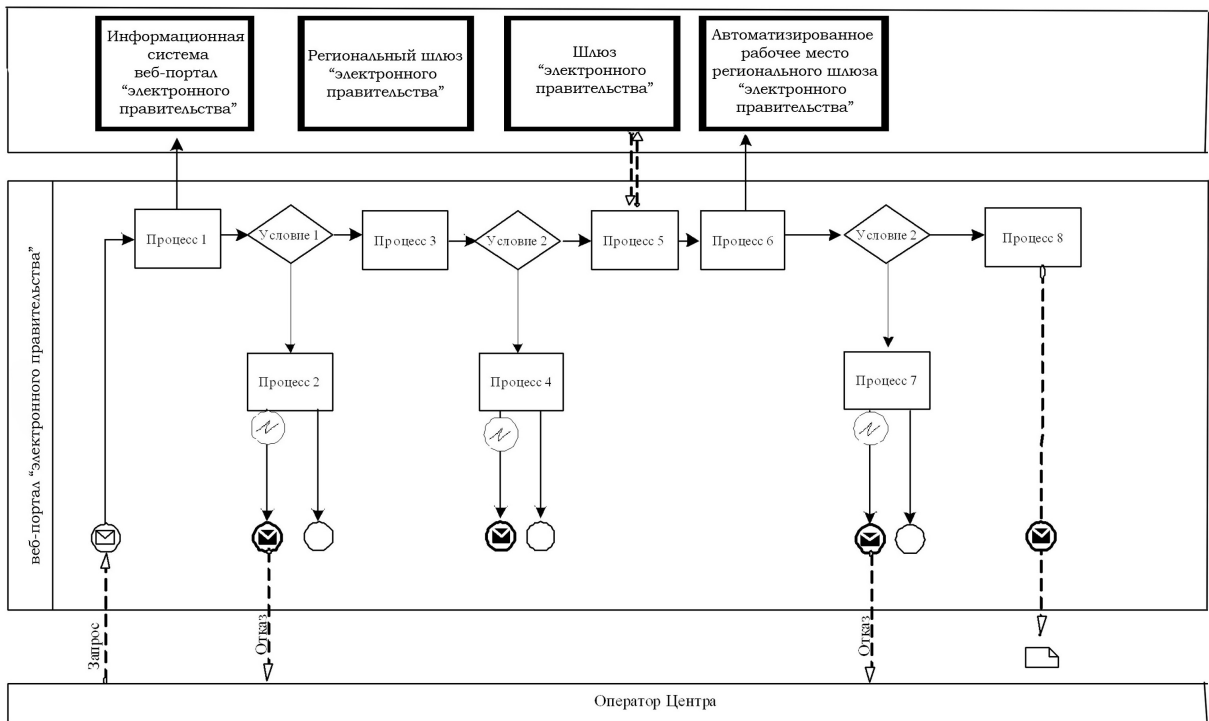 Информационная
система
веб-портал
“электронного
правительства”
Региональный шлюз
“электронного
правительства”
Шлюз
“электронного
правительства”
Автоматизированное
рабочее место
регионального шлюза
“электронного
правительства”
веб-портал “электронного правительства”
Процесс 1
Условие 1
Процесс 3
Условие 2
Процесс 5
Процесс 6
Условие 2
Процесс 8
Процесс 2
Процесс 4
Процесс 7
Запрос
Отказ
Отказ
Оператор Центра